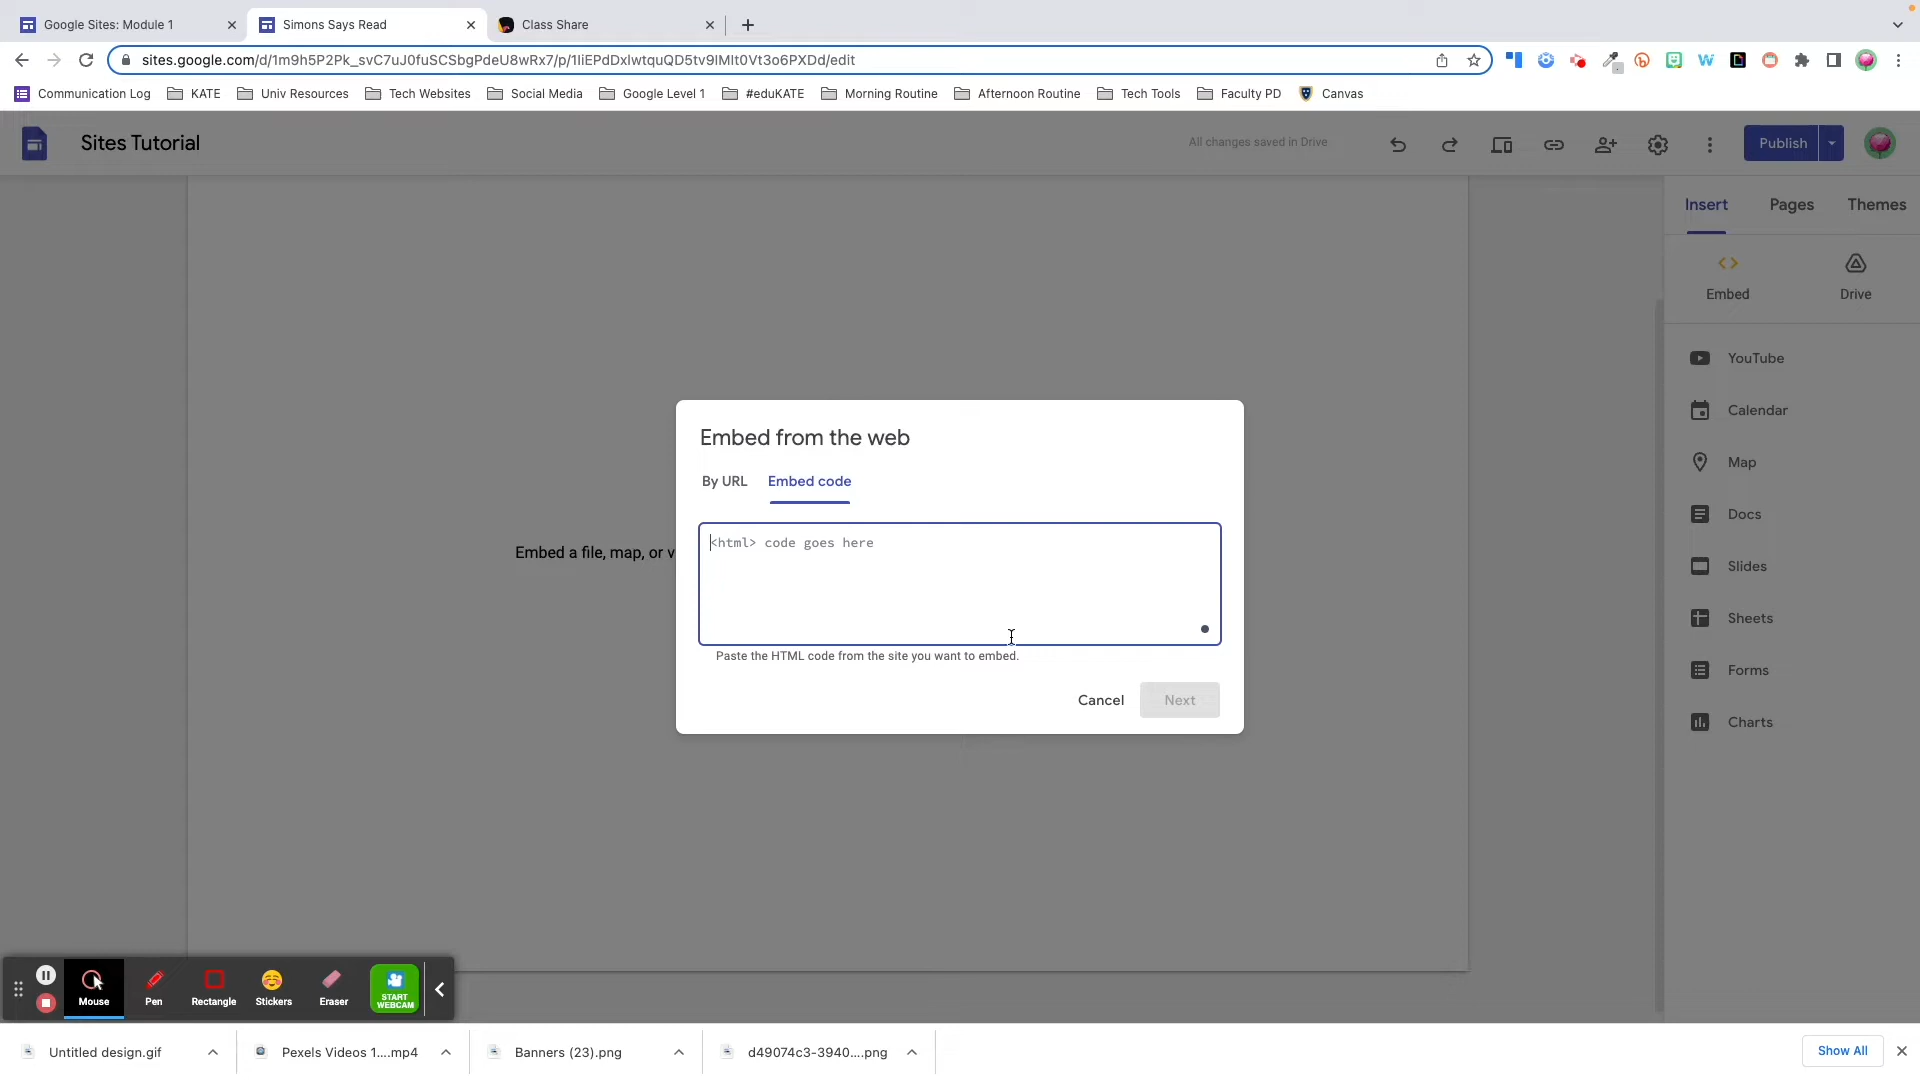 Google Sites: Module 1
Simons Says Read
Class Share
sites.google.com/d/1m9h5P2Pk_svC7uJ0fuSCSbgPdeU8wRx7/p/1IiEPdDxlwtquQD5tv9IMIt0Vt3o6PXDd/edit
Communication Log
KATE
Univ Resources
Tech Websites
Social Media
Google Level 1
#eduKATE
Morning Routine
Afternoon Routine
Tech Tools
Faculty PD
Canvas
Sites Tutorial
All changes saved in Drive
Publish
Insert
Pages
Themes
Embed
Drive
YouTube
Calendar
Map
Docs
Slides
Sheets
Forms
Charts
Embed a file, map, or v
Embed from the web
By URL
Embed code
<html> code goes here
Paste the HTML code from the site you want to embed.
Cancel
Next
Mouse
Pen
Rectangle
Stickers
Eraser
START
WEBCAM
Untitled design.gif
Pexels Videos 1....mp4
Banners (23).png
d49074c3-3940....png
Show All